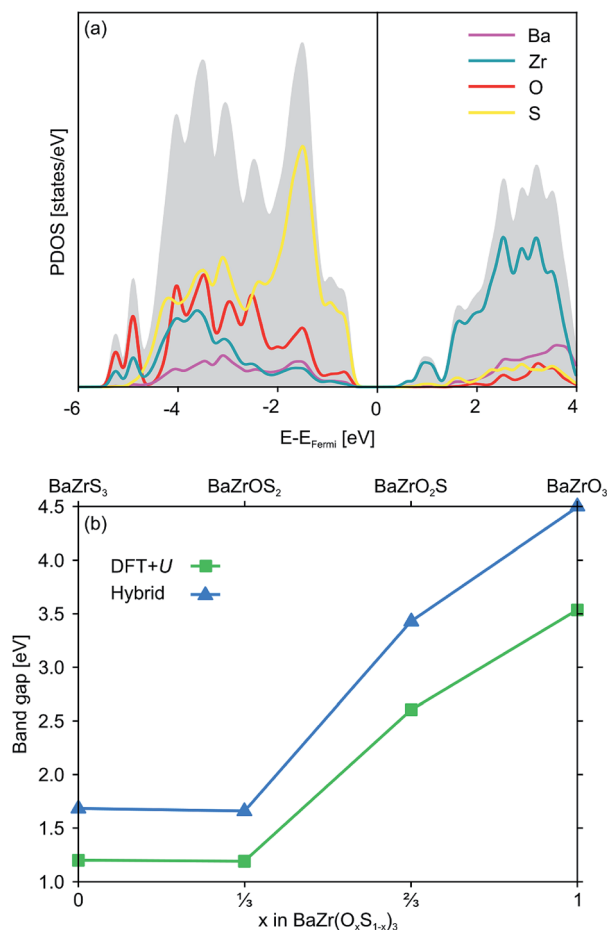 (a)
Ba
Zr
O
S
PDOS [states/eV]
-6 -4 -2 0 2 4
E-E_Fermi [eV]
BaZrS₃ BaZrOS₂ BaZrO₂S BaZrO₃
(b)
DFT+U
Hybrid
Band gap [eV]
4.5
4.0
3.5
3.0
2.5
2.0
1.5
1.0
0 ⅓ ⅔ 1
x in BaZr(OₓS₁₋ₓ)₃